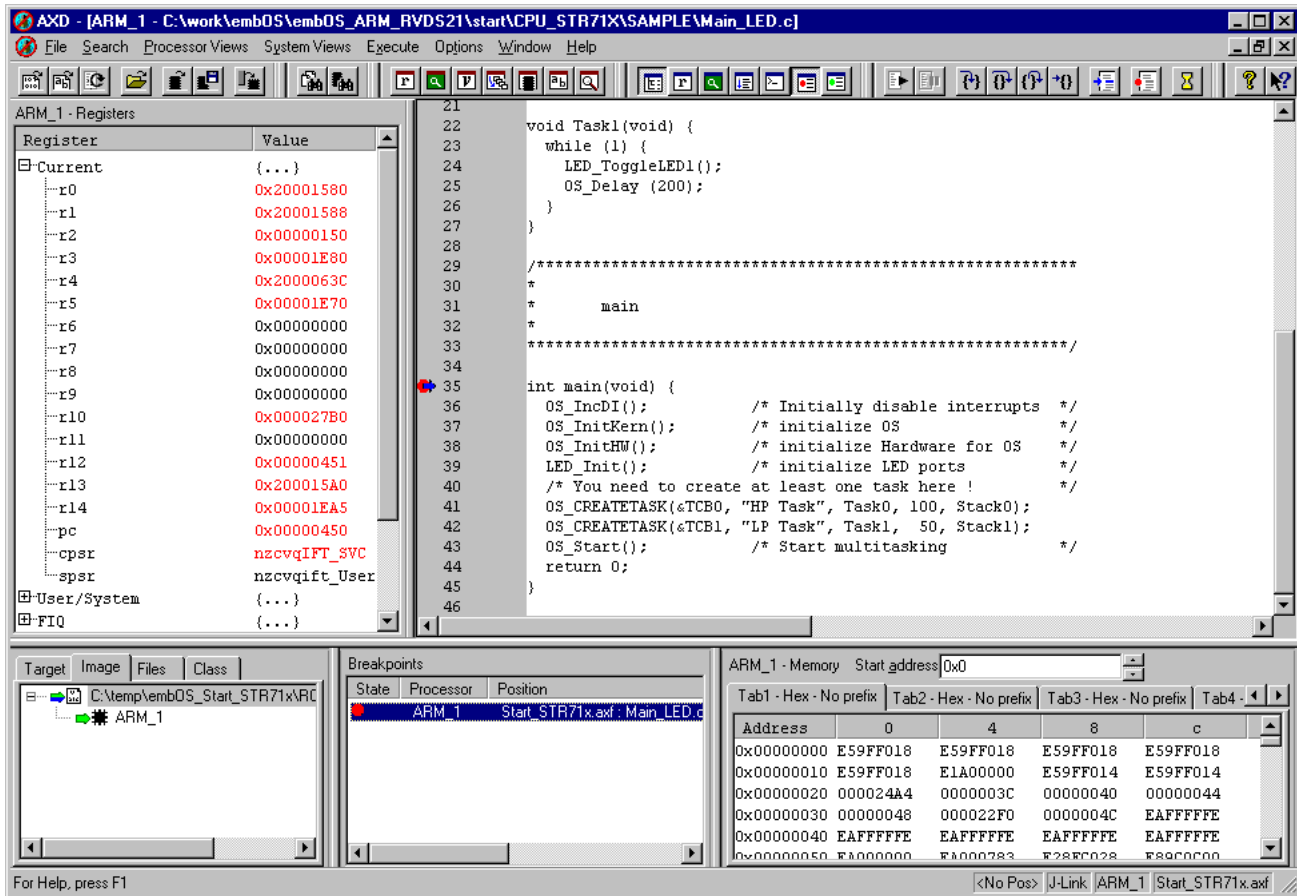 AXD - [ARM_1 - C:\work\embOS\embOS_ARM_RVDS21\start\CPU_STR71X\SAMPLE\Main_LED.c]
File Search Processor Views System Views Execute Options Window Help
ARM_1 - Registers
Register Value
Current {...}
r0 0x20001580
r1 0x20001588
r2 0x00000150
r3 0x00001E80
r4 0x2000063C
r5 0x00001E70
r6 0x00000000
r7 0x00000000
r8 0x00000000
r9 0x00000000
r10 0x000027B0
r11 0x00000000
r12 0x00000451
r13 0x200015A0
r14 0x00001EA5
pc 0x00000450
cpsr nzcvqIFT_SVC
spsr nzcvqift_User
User/System {...}
FIQ {...}
21
22 void Task1(void) {
23 while (1) {
24 LED_ToggleLED1();
25 OS_Delay (200);
26 }
27 }
28
29 /**********************************************************
30 *
31 * main
32 *
33 **********************************************************/
34
35 int main(void) {
36 OS_IncDI(); /* Initially disable interrupts */
37 OS_InitKern(); /* initialize OS */
38 OS_InitHW(); /* initialize Hardware for OS */
39 LED_Init(); /* initialize LED ports */
40 /* You need to create at least one task here ! */
41 OS_CREATETASK(&TCB0, "HP Task", Task0, 100, Stack0);
42 OS_CREATETASK(&TCB1, "LP Task", Task1, 50, Stack1);
43 OS_Start(); /* Start multitasking */
44 return 0;
45 }
46
Target Image Files Class
C:\temp\embOS_Start_STR71x\RO
ARM_1
Breakpoints
State Processor Position
ARM_1 Start_STR71x.axf : Main_LED.c
ARM_1 - Memory Start address 0x0
Tab1 - Hex - No prefix Tab2 - Hex - No prefix Tab3 - Hex - No prefix Tab4 -
Address 0 4 8 c
0x00000000 E59FF018 E59FF018 E59FF018 E59FF018
0x00000010 E59FF018 E1A00000 E59FF014 E59FF014
0x00000020 000024A4 0000003C 00000040 00000044
0x00000030 00000048 000022F0 0000004C EAFFFFFE
0x00000040 EAFFFFFE EAFFFFFE EAFFFFFE EAFFFFFE
0x00000050 EA000000 EA000783 E28FC028 E89C0C00
For Help, press F1
<No Pos> J-Link ARM_1 Start_STR71x.axf